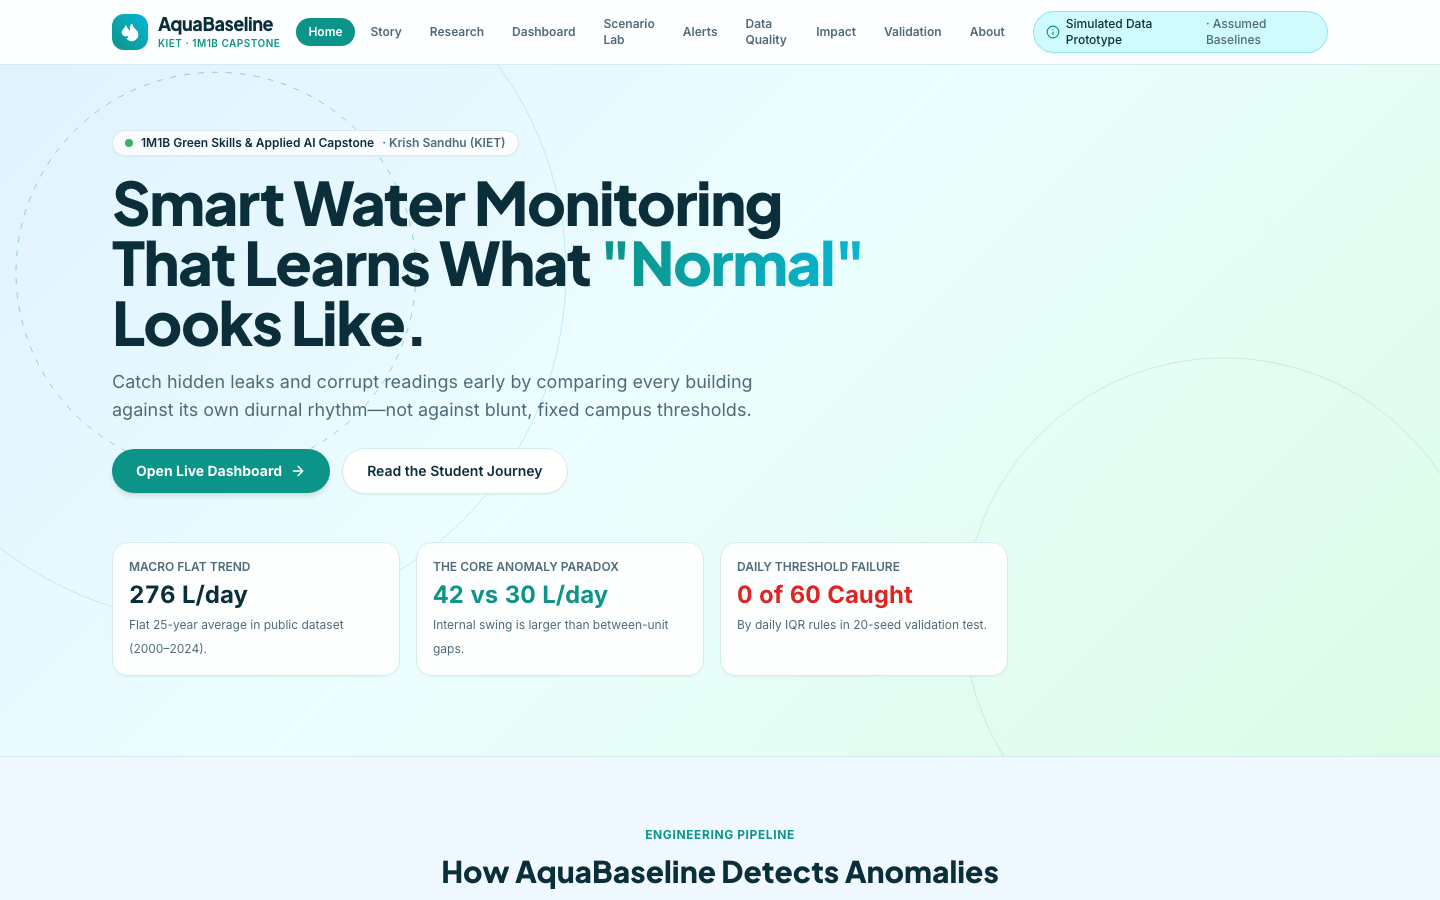 AquaBaseline
KIET · 1M1B CAPSTONE
Home
Story
Research
Dashboard
Scenario
Lab
Alerts
Data
Quality
Impact
Validation
About
Simulated Data
Prototype
· Assumed
Baselines
1M1B Green Skills & Applied AI Capstone · Krish Sandhu (KIET)
Smart Water Monitoring
That Learns What "Normal"
Looks Like.
Catch hidden leaks and corrupt readings early by comparing every building
against its own diurnal rhythm—not against blunt, fixed campus thresholds.
Open Live Dashboard →
Read the Student Journey
MACRO FLAT TREND
276 L/day
Flat 25-year average in public dataset
(2000–2024).
THE CORE ANOMALY PARADOX
42 vs 30 L/day
Internal swing is larger than between-unit
gaps.
DAILY THRESHOLD FAILURE
0 of 60 Caught
By daily IQR rules in 20-seed validation test.
ENGINEERING PIPELINE
How AquaBaseline Detects Anomalies